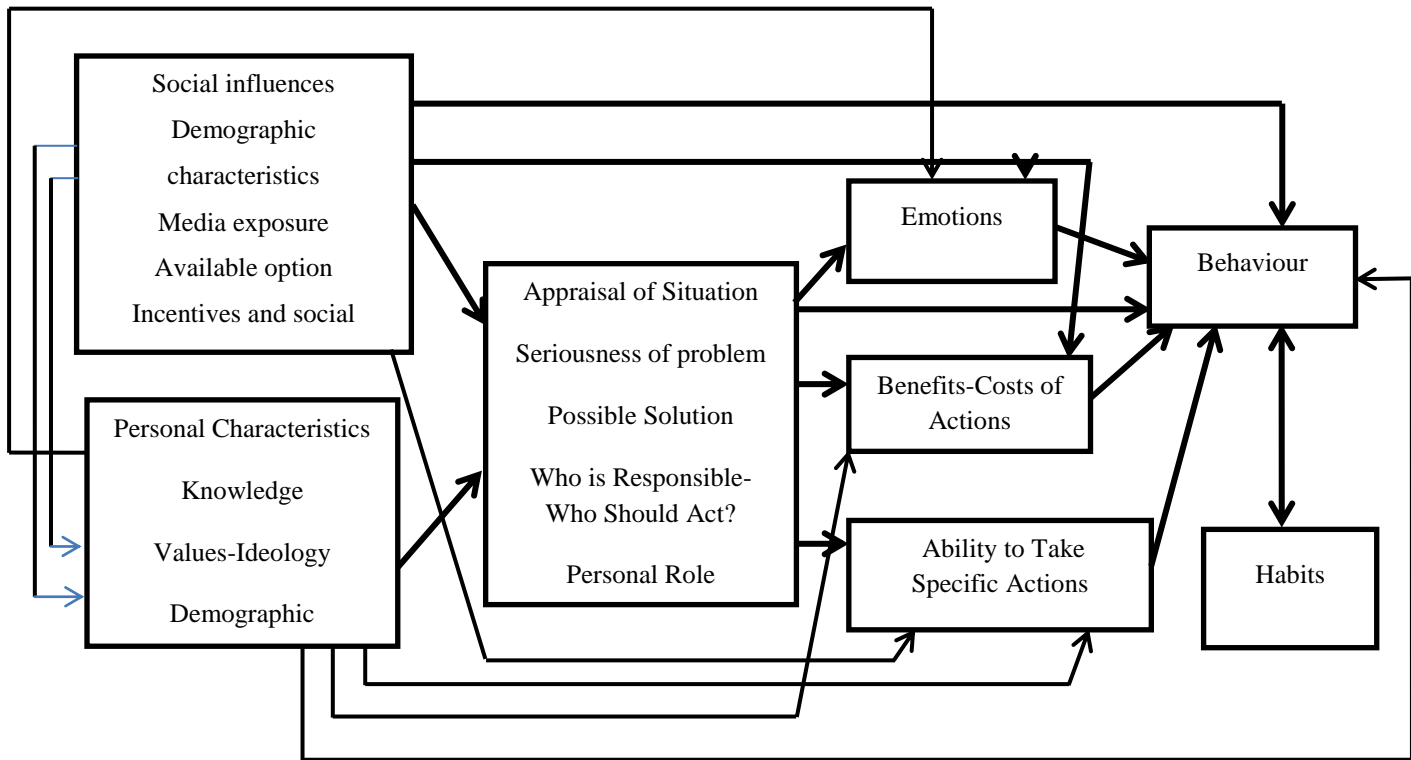 Social influences
Demographic
characteristics
Media exposure
Available option
Incentives and social
Personal Characteristics
Knowledge
Values-Ideology
Demographic
Appraisal of Situation
Seriousness of problem
Possible Solution
Who is Responsible-
Who Should Act?
Personal Role
Emotions
Benefits-Costs of
Actions
Ability to Take
Specific Actions
Behaviour
Habits